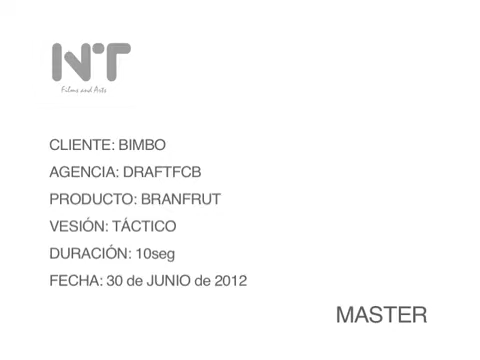 NT
Films and Arts
CLIENTE: BIMBO
AGENCIA: DRAFTFCB
PRODUCTO: BRANFRUT
VESIÓN: TÁCTICO
DURACIÓN: 10seg
FECHA: 30 de JUNIO de 2012
MASTER